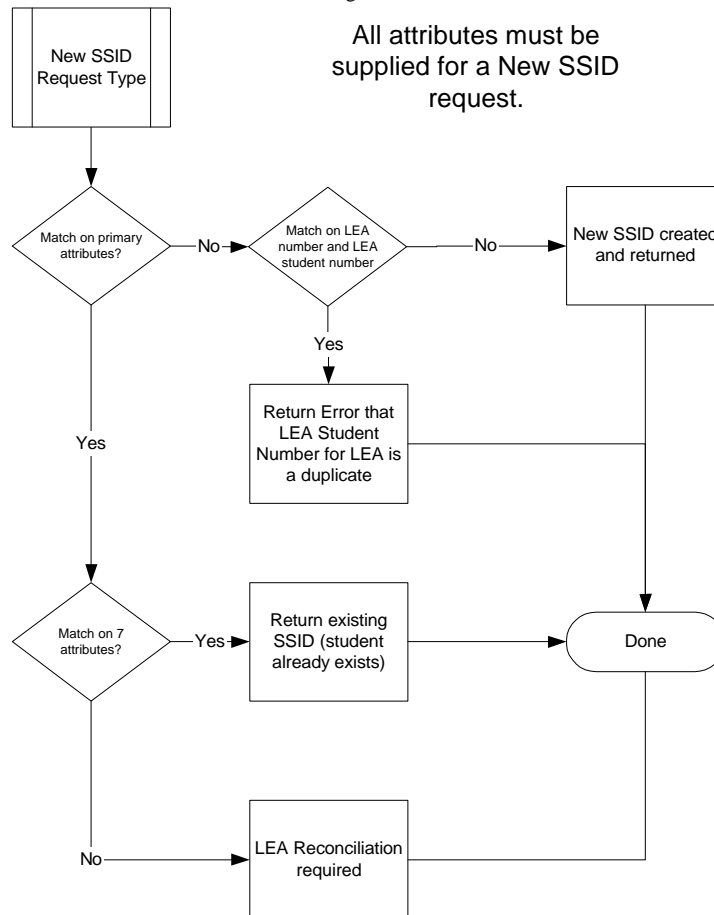 All attributes must be
supplied for a New SSID
request.
New SSID
Request Type
Match on primary
attributes?
No
Match on LEA
number and LEA
student number
No
New SSID created
and returned
Yes
Return Error that
LEA Student
Number for LEA is
a duplicate
Yes
Match on 7
attributes?
Yes
Return existing
SSID (student
already exists)
Done
No
LEA Reconciliation
required